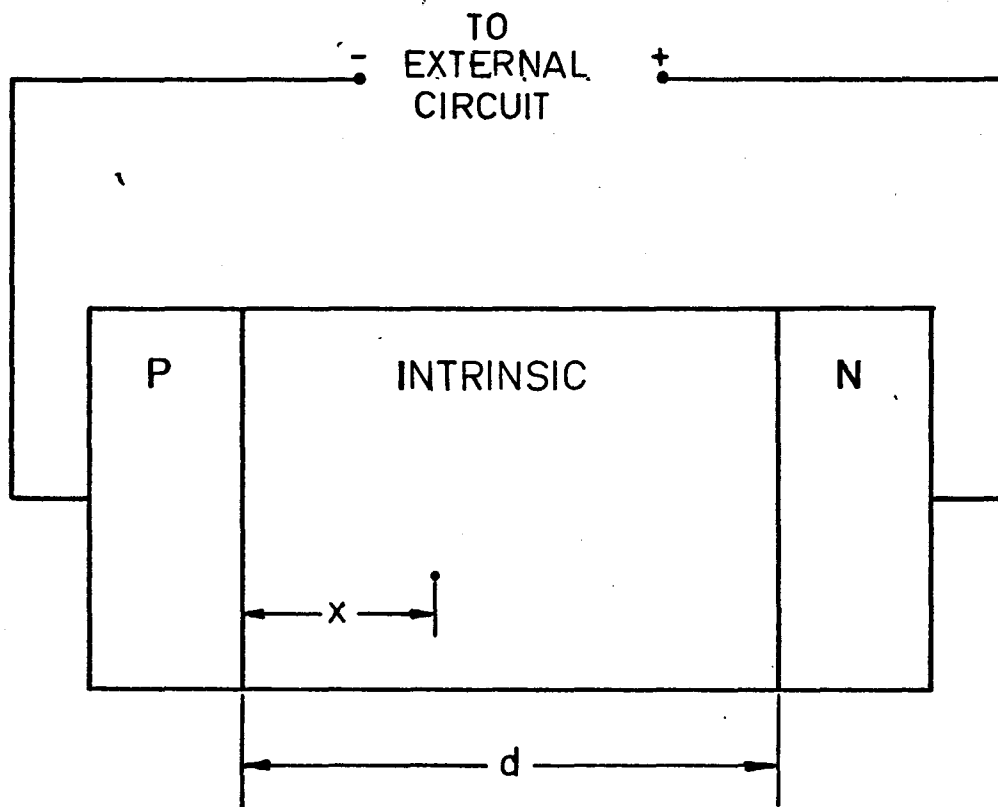 TO
- EXTERNAL +
CIRCUIT
P INTRINSIC N
x
d